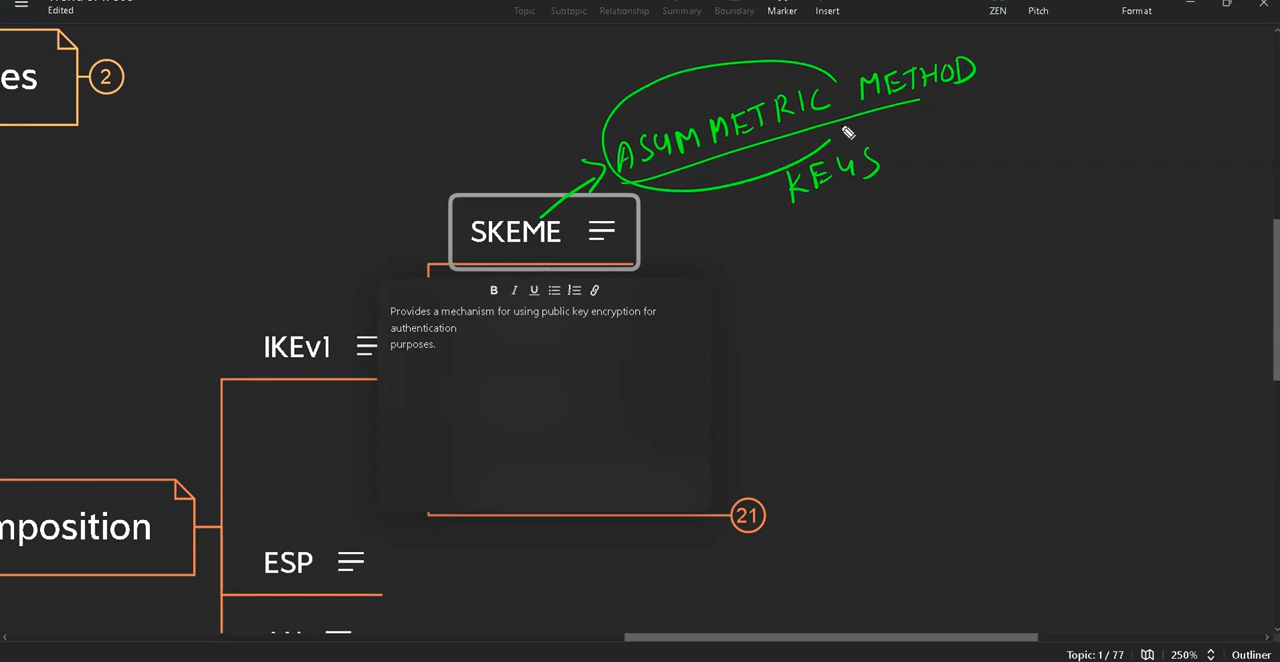 Edited
Topic Subtopic Relationship Summary Boundary Marker Insert ZEN Pitch Format
es 2
ASYMMETRIC METHOD
KEYS
SKEME
B I U
Provides a mechanism for using public key encryption for
authentication
purposes.
IKEv1
21
mposition
ESP
Topic: 1 / 77 250% Outliner